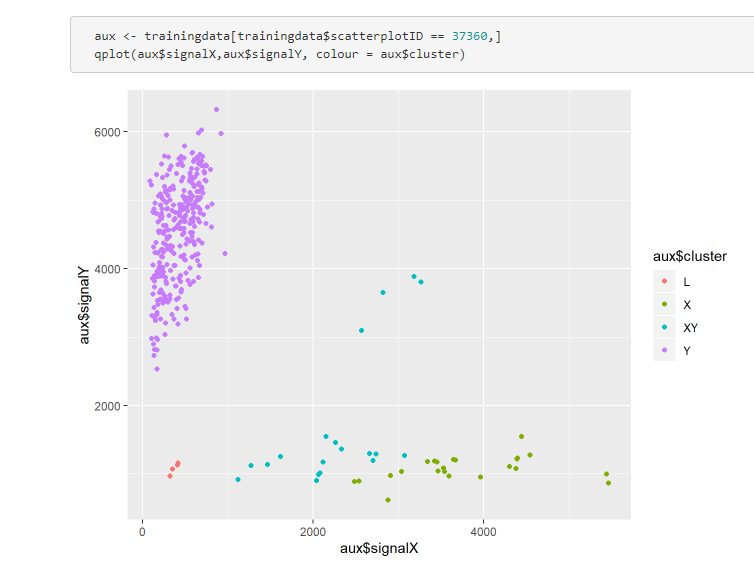 aux <- trainingdata[trainingdata$scatterplotID == 37360,]
qplot(aux$signalX,aux$signalY, colour = aux$cluster)
6000
4000
2000
aux$signalY
0
2000
4000
aux$signalX
aux$cluster
L
X
XY
Y